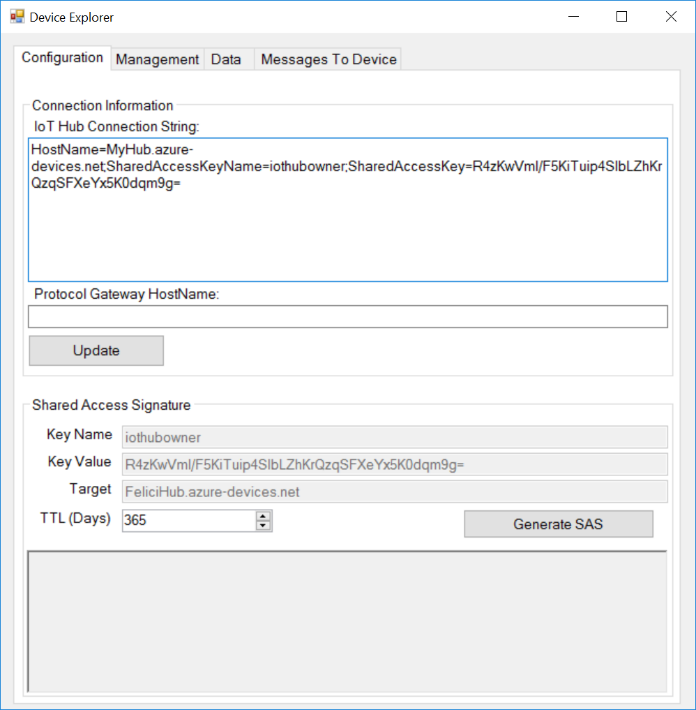 Device Explorer
Configuration
Management
Data
Messages To Device
Connection Information
IoT Hub Connection String:
HostName=MyHub.azure-
devices.net;SharedAccessKeyName=iothubowner;SharedAccessKey=R4zKwVml/F5KiTuip4SlbLZhKr
QzqSFXeYx5K0dqm9g=
Protocol Gateway HostName:
Update
Shared Access Signature
Key Name iothubowner
Key Value R4zKwVml/F5KiTuip4SlbLZhKrQzqSFXeYx5K0dqm9g=
Target FeliciHub.azure-devices.net
TTL (Days) 365
Generate SAS